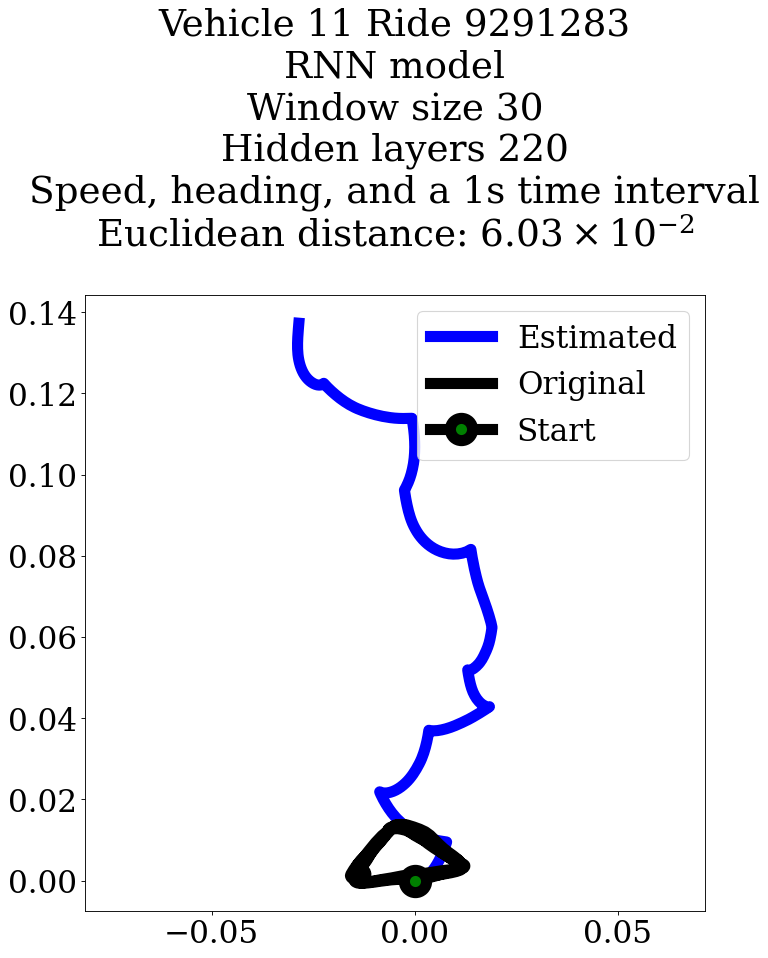 Vehicle 11 Ride 9291283
RNN model
Window size 30
Hidden layers 220
Speed, heading, and a 1s time interval
Euclidean distance: 6.03 × 10⁻²
0.14
0.12
0.10
0.08
0.06
0.04
0.02
0.00
Estimated
Original
Start
−0.05 0.00 0.05